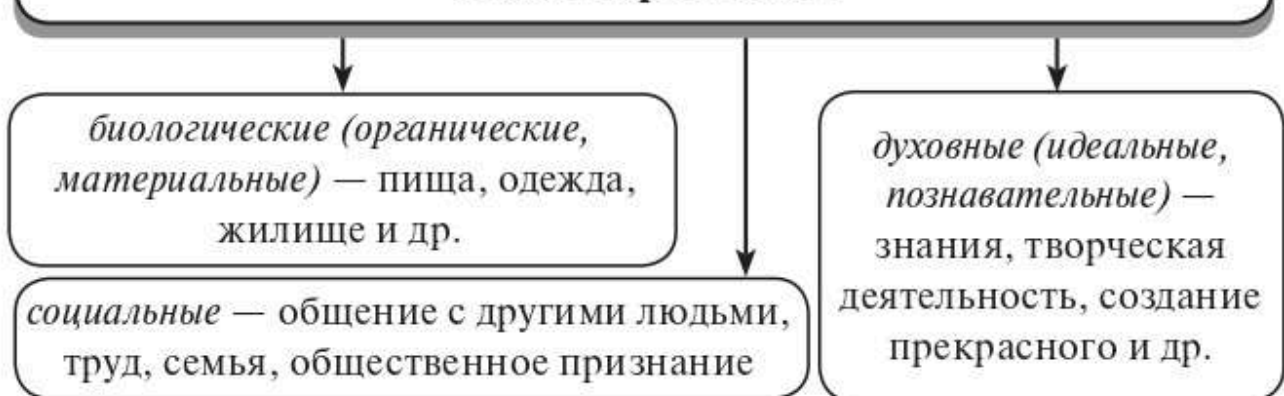 биологические (органические,
материальные) — пища, одежда,
жилище и др.
социальные — общение с другими людьми,
труд, семья, общественное признание
духовные (идеальные,
познавательные) —
знания, творческая
деятельность, создание
прекрасного и др.